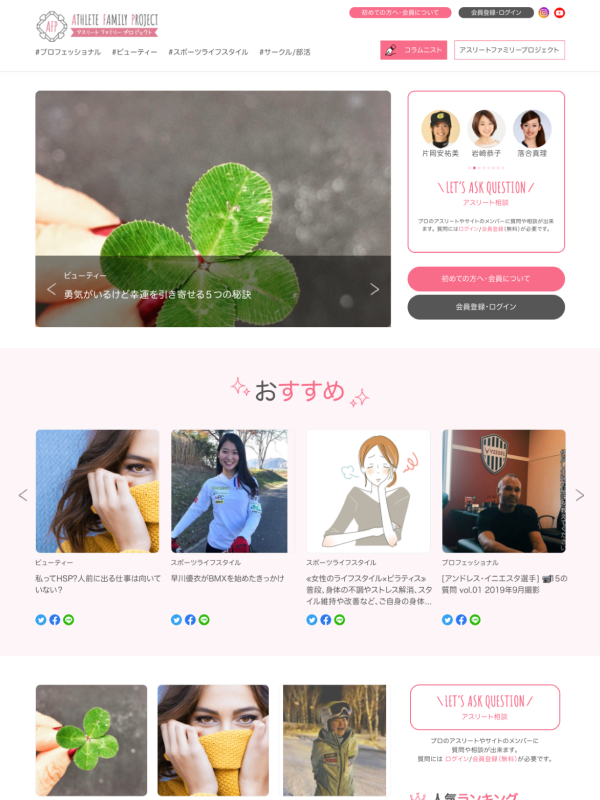 AFP
ATHLETE FAMILY PROJECT
アスリートファミリープロジェクト
初めての方へ・会員について
会員登録・ログイン
#プロフェッショナル
#ビューティー
#スポーツライフスタイル
#サークル/部活
コラムニスト
アスリートファミリープロジェクト
ビューティー
勇気がいるけど幸運を引き寄せる５つの秘訣
片岡安祐美
岩崎恭子
落合真理
LET'S ASK QUESTION
アスリート相談
プロのアスリートやサイトのメンバーに質問や相談が出来
ます。質問にはログイン/会員登録(無料)が必要です。
初めての方へ・会員について
会員登録・ログイン
おすすめ
ビューティー
私ってHSP?人前に出る仕事は向いて
いない?
スポーツライフスタイル
早川優衣がBMXを始めたきっかけ
スポーツライフスタイル
≪女性のライフスタイル×ピラティス≫
普段、身体の不調やストレス解消、スタ
イル維持や改善など、ご自身の身体...
VISSEL
プロフェッショナル
[アンドレス・イニエスタ選手] 15の
質問 vol.01 2019年9月撮影
LET'S ASK QUESTION
アスリート相談
プロのアスリートやサイトのメンバーに
質問や相談が出来ます。
質問には ログイン/会員登録(無料)が必要です。
人気ランキング